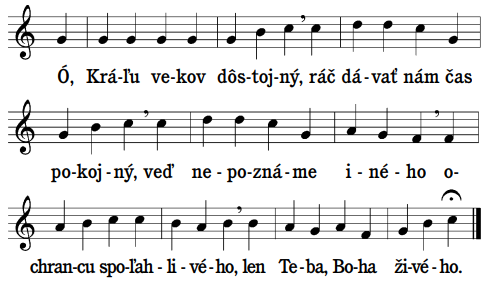 Ó, Krá-ľu ve-kov dôs-toj-ný, ráč dá-vať nám čas
po-koj-ný, veď ne-po-zná-me i-né-ho o-
chran-cu spo-ľah-li-vé-ho, len Te-ba, Bo-ha ži-vé-ho.